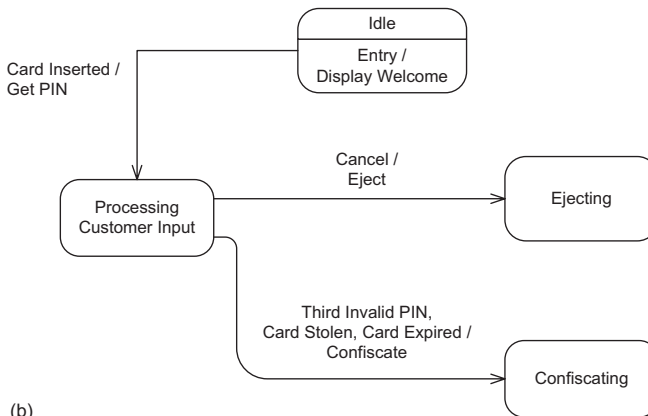 Idle
Entry /
Display Welcome
Card Inserted /
Get PIN
Cancel /
Eject
Ejecting
Processing
Customer Input
Third Invalid PIN,
Card Stolen, Card Expired /
Confiscate
Confiscating
(b)